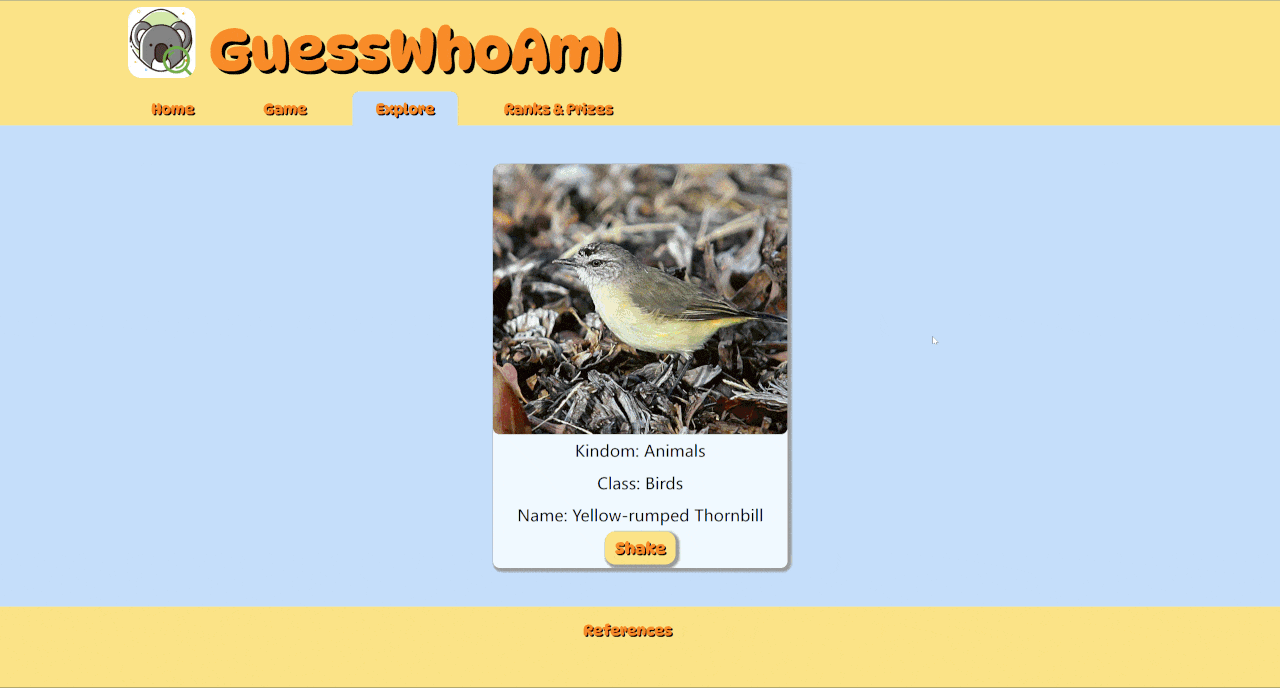 GuessWhoAmI
Home Game Explore Ranks & Prizes
Kindom: Animals
Class: Birds
Name: Yellow-rumped Thornbill
Shake
References